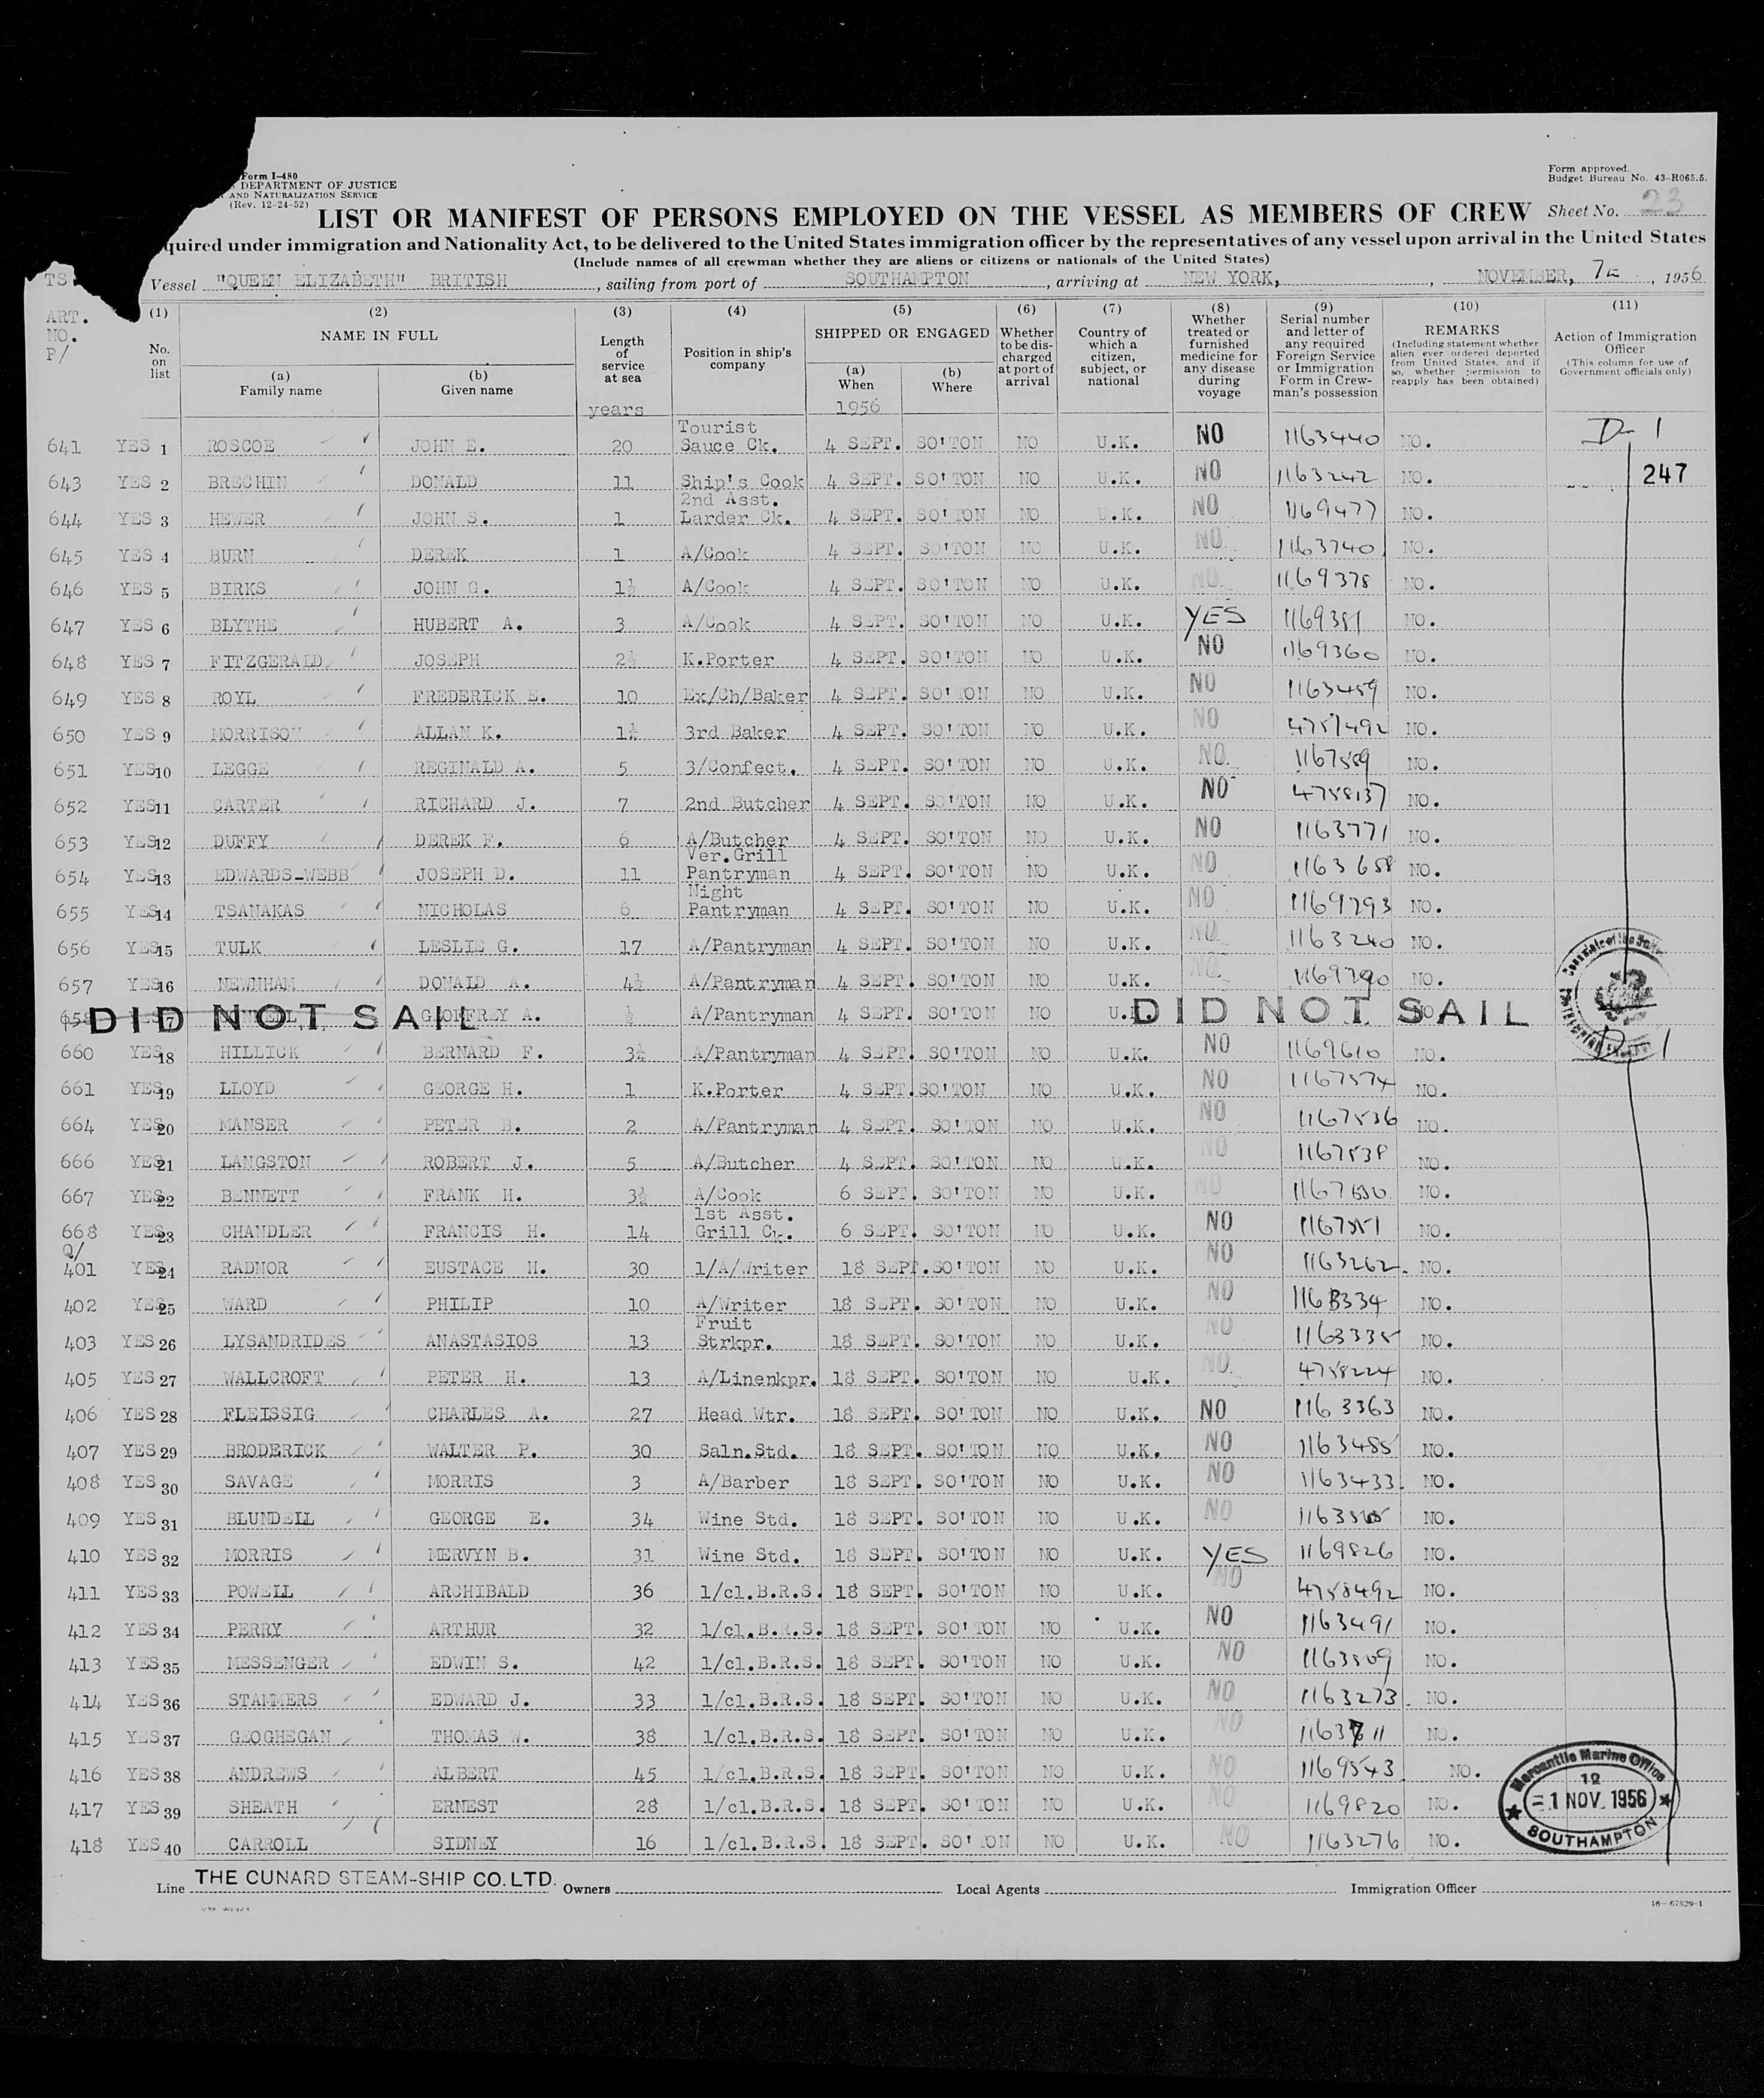 Form I-480
DEPARTMENT OF JUSTICE
AND NATURALIZATION SERVICE
(Rev. 12-24-52)
Form approved.
Budget Bureau No. 43-R065.5.
LIST OR MANIFEST OF PERSONS EMPLOYED ON THE VESSEL AS MEMBERS OF CREW Sheet No. 23
quired under immigration and Nationality Act, to be delivered to the United States immigration officer by the representatives of any vessel upon arrival in the United States
(Include names of all crewman whether they are aliens or citizens or nationals of the United States)
TS Vessel "QUEEN ELIZABETH" BRITISH, sailing from port of SOUTHAMPTON, arriving at NEW YORK, NOVEMBER, 7, 1956
ART. NO. P/
(1) No. on list
(2) NAME IN FULL
(a) Family name
(b) Given name
(3) Length of service at sea
years
(4) Position in ship's company
(5) SHIPPED OR ENGAGED
(a) When
1956
(b) Where
(6) Whether to be discharged at port of arrival
(7) Country of which a citizen, subject, or national
(8) Whether treated or furnished medicine for any disease during voyage
(9) Serial number and letter of any required Foreign Service or Immigration Form in Crewman's possession
(10) REMARKS
(Including statement whether alien ever ordered deported from United States, and if so, whether permission to reapply has been obtained)
(11) Action of Immigration Officer
(This column for use of Government officials only)
641 YES 1 ROSCOE JOHN E. 20 Tourist Sauce Ck. 4 SEPT. SO'TON NO U.K. NO 1163440 NO. D-1
643 YES 2 BRECHIN DONALD 11 Ship's Cook 4 SEPT. SO'TON NO U.K. NO 1163242 NO. 247
644 YES 3 HEWER JOHN S. 1 2nd Asst. Larder Ck. 4 SEPT. SO'TON NO U.K. NO 1169477 NO.
645 YES 4 BURN DEREK 1 A/Cook 4 SEPT. SO'TON NO U.K. NO 1163740 NO.
646 YES 5 BIRKS JOHN G. 1½ A/Cook 4 SEPT. SO'TON NO U.K. NO 1169378 NO.
647 YES 6 BLYTHE HUBERT A. 3 A/Cook 4 SEPT. SO'TON NO U.K. YES 1169381 NO.
648 YES 7 FITZGERALD JOSEPH 2½ K.Porter 4 SEPT. SO'TON NO U.K. NO 1169360 NO.
649 YES 8 ROYL FREDERICK E. 10 Ex/Ch/Baker 4 SEPT. SO'TON NO U.K. NO 1163459 NO.
650 YES 9 MORRISON ALLAN K. 1½ 3rd Baker 4 SEPT. SO'TON NO U.K. NO 4757492 NO.
651 YES 10 LEGGE REGINALD A. 5 3/Confect. 4 SEPT. SO'TON NO U.K. NO 1167559 NO.
652 YES 11 CARTER RICHARD J. 7 2nd Butcher 4 SEPT. SO'TON NO U.K. NO 4758137 NO.
653 YES 12 DUFFY DEREK F. 6 A/Butcher 4 SEPT. SO'TON NO U.K. NO 1163771 NO.
654 YES 13 EDWARDS-WEBB JOSEPH D. 11 Ver.Grill Pantryman 4 SEPT. SO'TON NO U.K. NO 1163658 NO.
655 YES 14 TSANAKAS NICHOLAS 6 Night Pantryman 4 SEPT. SO'TON NO U.K. NO 1169793 NO.
656 YES 15 TULK LESLIE G. 17 A/Pantryman 4 SEPT. SO'TON NO U.K. NO 1163240 NO.
657 YES 16 NEWNHAM DONALD A. 4½ A/Pantryman 4 SEPT. SO'TON NO U.K. NO 1169790 NO.
658 DID NOT SAIL GEOFFREY A. ½ A/Pantryman 4 SEPT. SO'TON NO U.K. DID NOT SAIL NO
660 YES 18 HILLICK BERNARD F. 3½ A/Pantryman 4 SEPT. SO'TON NO U.K. NO 1169610 NO. D 1
661 YES 19 LLOYD GEORGE H. 1 K.Porter 4 SEPT. SO'TON NO U.K. NO 1167574 NO.
664 YES 20 MANSER PETER B. 2 A/Pantryman 4 SEPT. SO'TON NO U.K. NO 1167536 NO.
666 YES 21 LANGSTON ROBERT J. 5 A/Butcher 4 SEPT. SO'TON NO U.K. NO 1167538 NO.
667 YES 22 BENNETT FRANK H. 3½ A/Cook 6 SEPT. SO'TON NO U.K. NO NO.
668 YES 23 CHANDLER FRANCIS H. 14 1st Asst. Grill Ck. 6 SEPT. SO'TON NO U.K. NO 1167551 NO.
Q/
401 YES 24 RADNOR EUSTACE H. 30 1/A/Writer 18 SEPT. SO'TON NO U.K. NO 1163262 NO.
402 YES 25 WARD PHILIP 10 A/Writer 18 SEPT. SO'TON NO U.K. NO 1163334 NO.
403 YES 26 LYSANDRIDES ANASTASIOS 13 Fruit Strkpr. 18 SEPT. SO'TON NO U.K. NO 1163335 NO.
405 YES 27 WALLCROFT PETER H. 13 A/Linenkpr. 18 SEPT. SO'TON NO U.K. NO 4758224 NO.
406 YES 28 FLEISSIG CHARLES A. 27 Head Wtr. 18 SEPT. SO'TON NO U.K. NO 1163363 NO.
407 YES 29 BRODERICK WALTER P. 30 Saln.Std. 18 SEPT. SO'TON NO U.K. NO 1163485 NO.
408 YES 30 SAVAGE MORRIS 3 A/Barber 18 SEPT. SO'TON NO U.K. NO 1163433 NO.
409 YES 31 BLUNDELL GEORGE E. 34 Wine Std. 18 SEPT. SO'TON NO U.K. NO NO.
410 YES 32 MORRIS MERVYN B. 31 Wine Std. 18 SEPT. SO'TON NO U.K. YES NO 1169826 NO.
411 YES 33 POWELL ARCHIBALD 36 1/cl.B.R.S. 18 SEPT. SO'TON NO U.K. 4758492 NO.
412 YES 34 PERRY ARTHUR 32 1/cl.B.R.S. 18 SEPT. SO'TON NO U.K. NO 1163491 NO.
413 YES 35 MESSENGER EDWIN S. 42 1/cl.B.R.S. 18 SEPT. SO'TON NO U.K. NO 1163509 NO.
414 YES 36 STAMMERS EDWARD J. 33 1/cl.B.R.S. 18 SEPT. SO'TON NO U.K. NO 1163273 NO.
415 YES 37 GEOGHEGAN THOMAS W. 38 1/cl.B.R.S. 18 SEPT. SO'TON NO U.K. NO NO.
416 YES 38 ANDREWS ALBERT 45 1/cl.B.R.S. 18 SEPT. SO'TON NO U.K. NO 1169543 NO.
417 YES 39 SHEATH ERNEST 28 1/cl.B.R.S. 18 SEPT. SO'TON NO U.K. NO 1169820 NO.
418 YES 40 CARROLL SIDNEY 16 1/cl.B.R.S. 18 SEPT. SO'TON NO U.K. NO 1163276 NO.
Mercantile Marine Office
12
1 NOV. 1956
SOUTHAMPTON
Line THE CUNARD STEAM-SHIP CO. LTD. Owners Local Agents Immigration Officer
16-67829-1